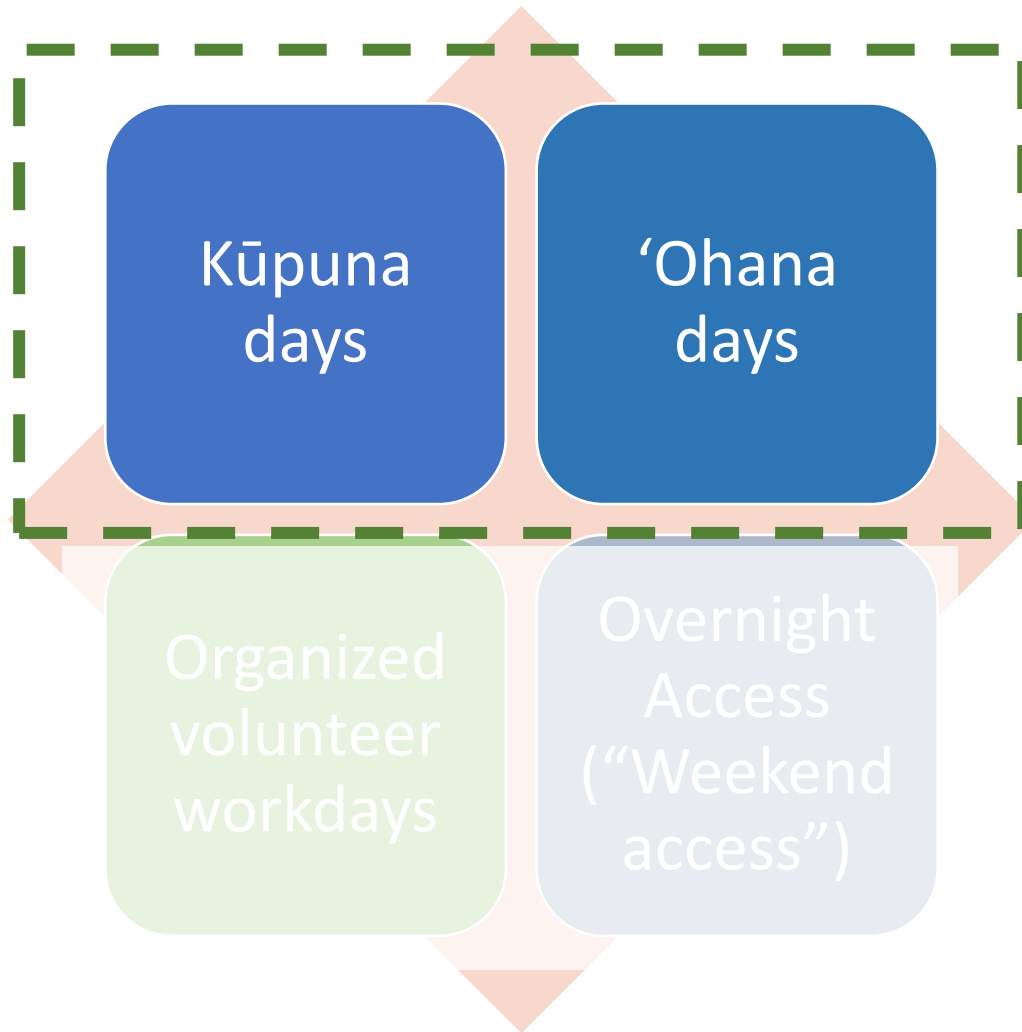 Kūpuna
days
‘Ohana
days
Organized
volunteer
workdays
Overnight
Access
(“Weekend
access”)